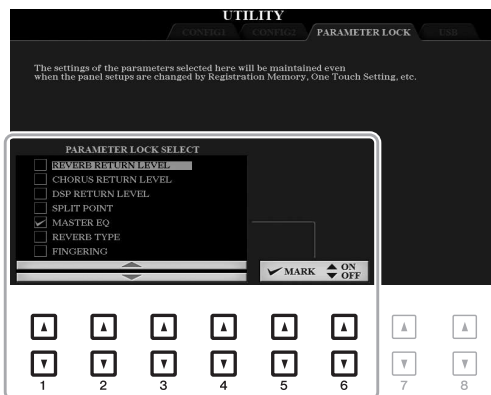 UTILITY
CONFIG1 CONFIG2 PARAMETER LOCK USB
The settings of the parameters selected here will be maintained even
when the panel setups are changed by Registration Memory, One Touch Setting, etc.
PARAMETER LOCK SELECT
REVERB RETURN LEVEL
CHORUS RETURN LEVEL
DSP RETURN LEVEL
SPLIT POINT
MASTER EQ
REVERB TYPE
FINGERING
MARK ON
OFF
1 2 3 4 5 6 7 8